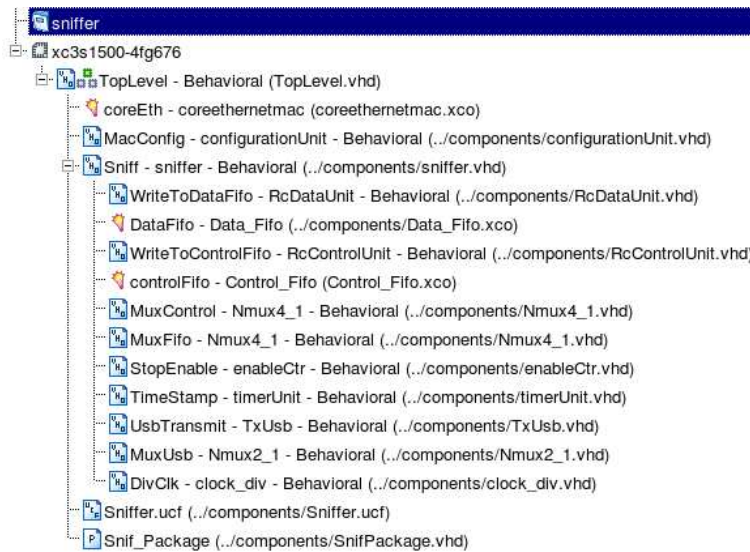 sniffer
xc3s1500-4fg676
TopLevel - Behavioral (TopLevel.vhd)
coreEth - coreethernetmac (coreethernetmac.xco)
MacConfig - configurationUnit - Behavioral (../components/configurationUnit.vhd)
Sniff - sniffer - Behavioral (../components/sniffer.vhd)
WriteToDataFifo - RcDataUnit - Behavioral (../components/RcDataUnit.vhd)
DataFifo - Data_Fifo (../components/Data_Fifo.xco)
WriteToControlFifo - RcControlUnit - Behavioral (../components/RcControlUnit.vhd)
controlFifo - Control_Fifo (Control_Fifo.xco)
MuxControl - Nmux4_1 - Behavioral (../components/Nmux4_1.vhd)
MuxFifo - Nmux4_1 - Behavioral (../components/Nmux4_1.vhd)
StopEnable - enableCtr - Behavioral (../components/enableCtr.vhd)
TimeStamp - timerUnit - Behavioral (../components/timerUnit.vhd)
UsbTransmit - TxUsb - Behavioral (../components/TxUsb.vhd)
MuxUsb - Nmux2_1 - Behavioral (../components/Nmux2_1.vhd)
DivClk - clock_div - Behavioral (../components/clock_div.vhd)
Sniffer.ucf (../components/Sniffer.ucf)
Snif_Package (../components/SnifPackage.vhd)